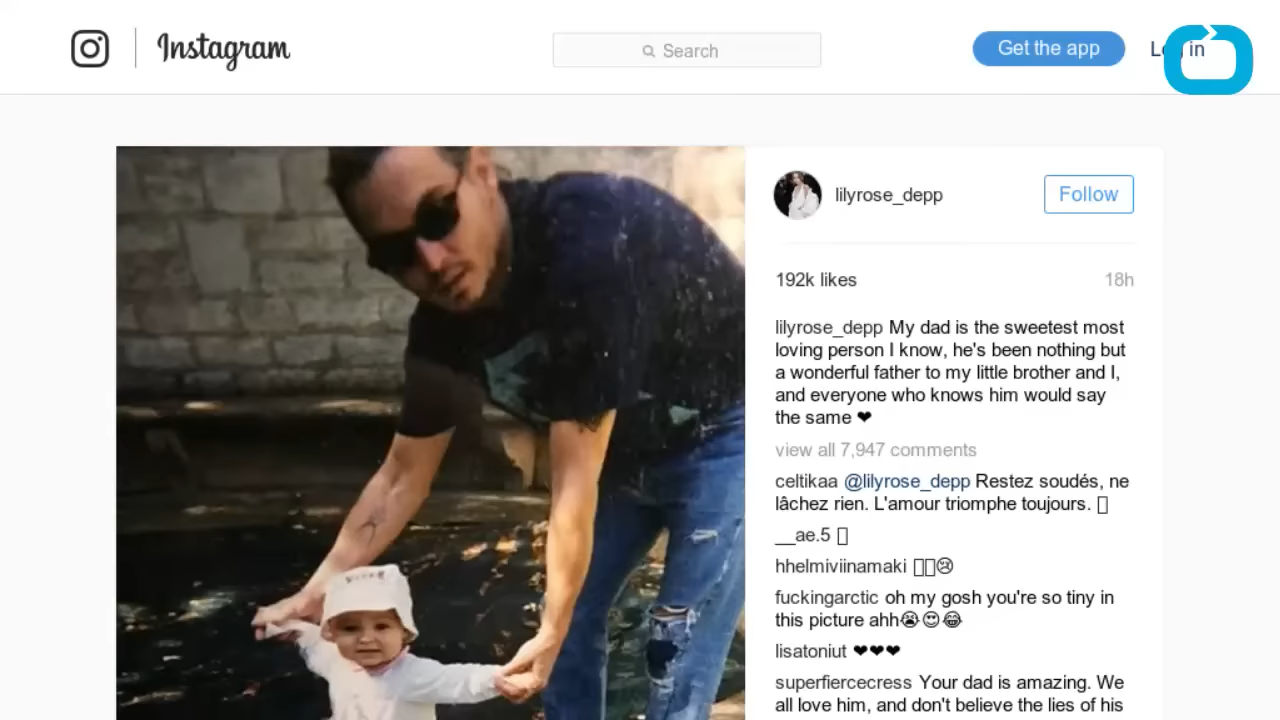 Instagram
Search
Get the app
Log in
lilyrose_depp
Follow
192k likes
18h
lilyrose_depp My dad is the sweetest most
loving person I know, he's been nothing but
a wonderful father to my little brother and I,
and everyone who knows him would say
the same ❤
view all 7,947 comments
celtikaa @lilyrose_depp Restez soudés, ne
lâchez rien. L'amour triomphe toujours.
__ae.5
hhelmiviinamaki 😢
fuckingarctic oh my gosh you're so tiny in
this picture ahh😭😍😂
lisatoniut ❤❤❤
superfiercecress Your dad is amazing. We
all love him, and don't believe the lies of his